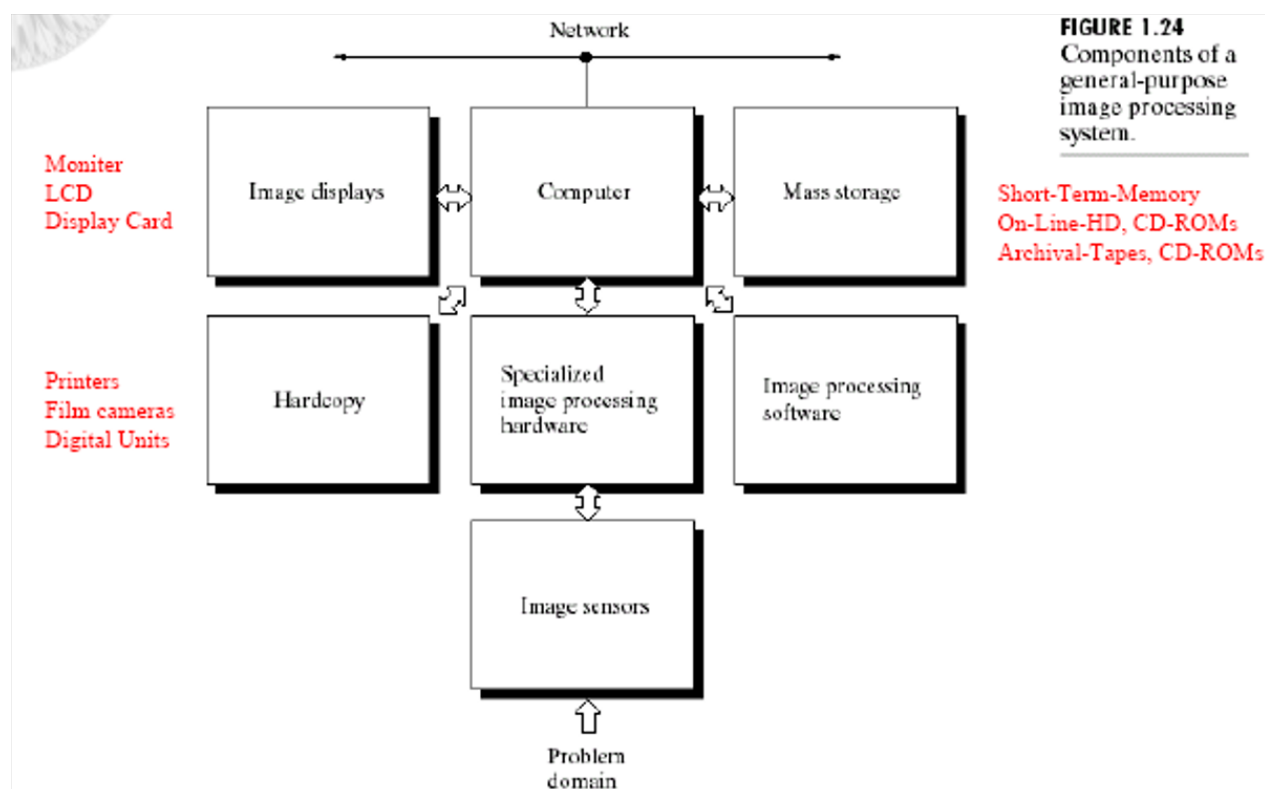 Network
FIGURE 1.24
Components of a
general-purpose
image processing
system.
Moniter
LCD
Display Card
Image displays
Computer
Mass storage
Short-Term-Memory
On-Line-HD, CD-ROMs
Archival-Tapes, CD-ROMs
Printers
Film cameras
Digital Units
Hardcopy
Specialized
image processing
hardware
Image processing
software
Image sensors
Problem
domain